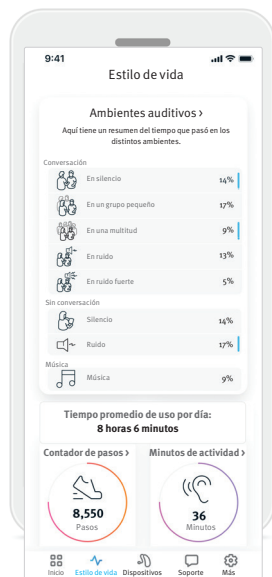 9:41
Estilo de vida
Ambientes auditivos ›
Aquí tiene un resumen del tiempo que pasó en los
distintos ambientes.
Conversación
En silencio 14%
En un grupo pequeño 17%
En una multitud 9%
En ruido 13%
En ruido fuerte 5%
Sin conversación
Silencio 14%
Ruido 17%
Música
Música 9%
Tiempo promedio de uso por día:
8 horas 6 minutos
Contador de pasos › Minutos de actividad ›
8,550 36
Pasos Minutos
Inicio Estilo de vida Dispositivos Soporte Más